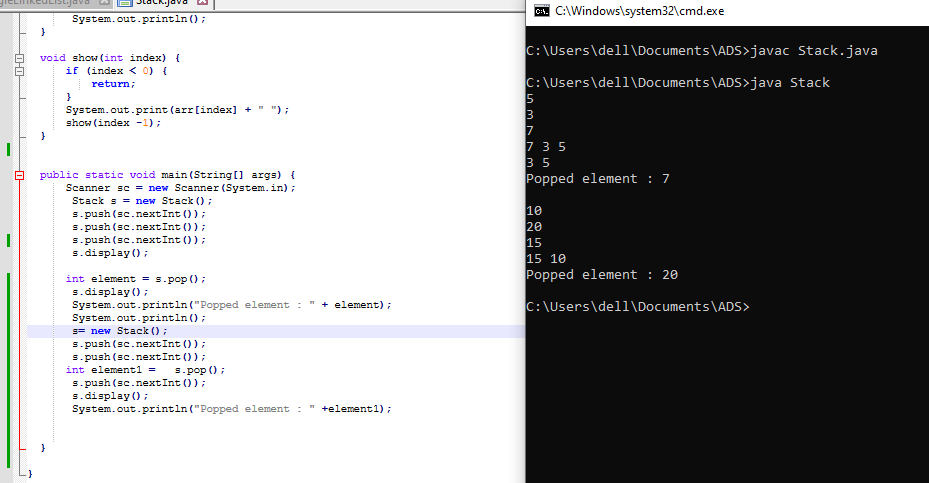 gleLinkedList.java Stack.java
System.out.println();
}
void show(int index) {
if (index < 0) {
return;
}
System.out.print(arr[index] + " ");
show(index -1);
}
public static void main(String[] args) {
Scanner sc = new Scanner(System.in);
Stack s = new Stack();
s.push(sc.nextInt());
s.push(sc.nextInt());
s.push(sc.nextInt());
s.display();
int element = s.pop();
s.display();
System.out.println("Popped element : " + element);
System.out.println();
s= new Stack();
s.push(sc.nextInt());
s.push(sc.nextInt());
int element1 =   s.pop();
s.push(sc.nextInt());
s.display();
System.out.println("Popped element : " +element1);
}
}
C:\Windows\system32\cmd.exe
C:\Users\dell\Documents\ADS>javac Stack.java
C:\Users\dell\Documents\ADS>java Stack
5
3
7
7 3 5
3 5
Popped element : 7
10
20
15
15 10
Popped element : 20
C:\Users\dell\Documents\ADS>